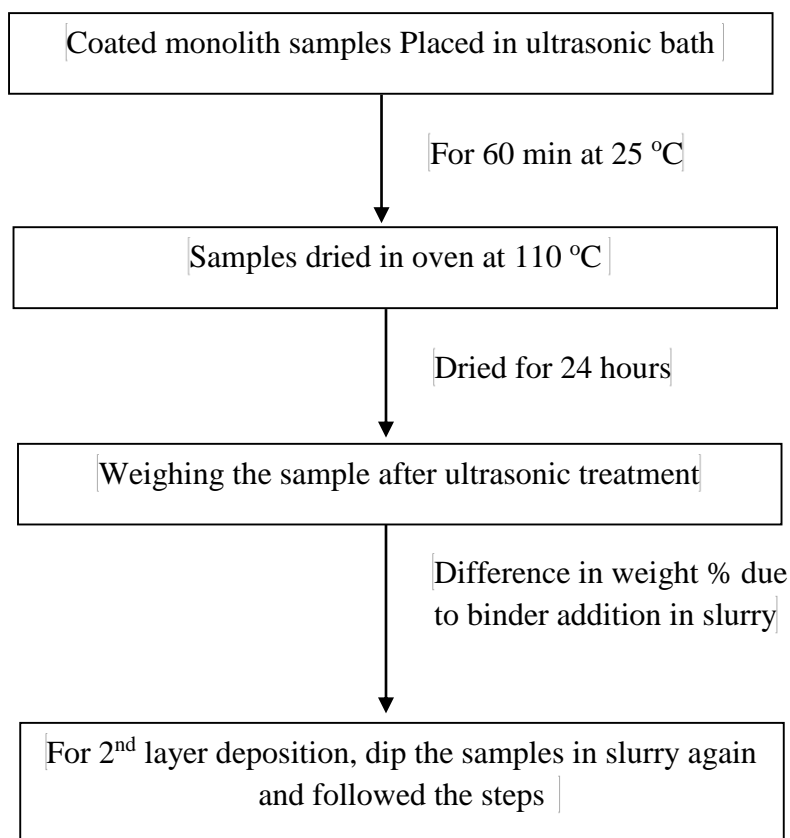 Coated monolith samples Placed in ultrasonic bath
For 60 min at 25 ºC
Samples dried in oven at 110 ºC
Dried for 24 hours
Weighing the sample after ultrasonic treatment
Difference in weight % due
to binder addition in slurry
For 2nd layer deposition, dip the samples in slurry again
and followed the steps